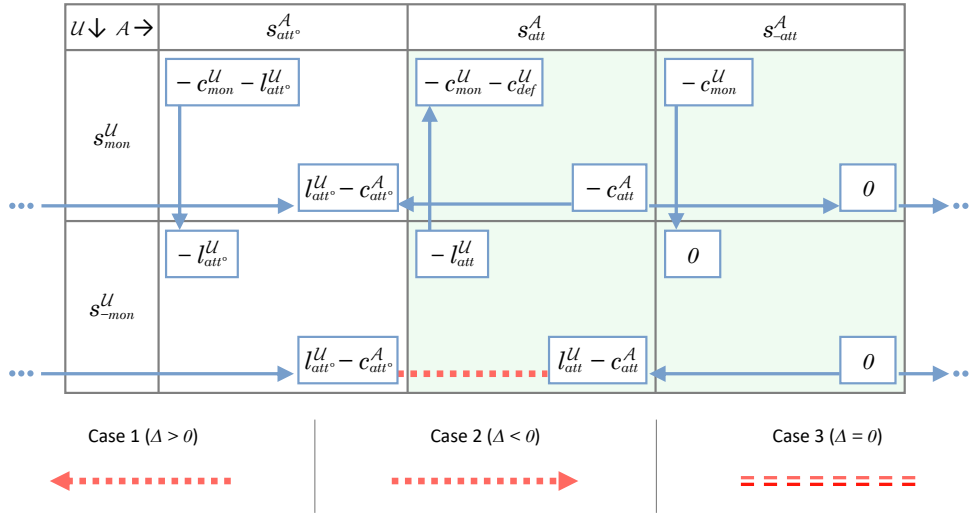 𝒰↓ 𝒜→ s^𝒜_att° s^𝒜_att s^𝒜_¬att
− c^𝒰_mon − l^𝒰_att° − c^𝒰_mon − c^𝒰_def − c^𝒰_mon
s^𝒰_mon
l^𝒰_att° − c^𝒜_att° − c^𝒜_att 0
− l^𝒰_att° − l^𝒰_att 0
s^𝒰_¬mon
l^𝒰_att° − c^𝒜_att° l^𝒰_att − c^𝒜_att 0
Case 1 (Δ > 0) Case 2 (Δ < 0) Case 3 (Δ = 0)